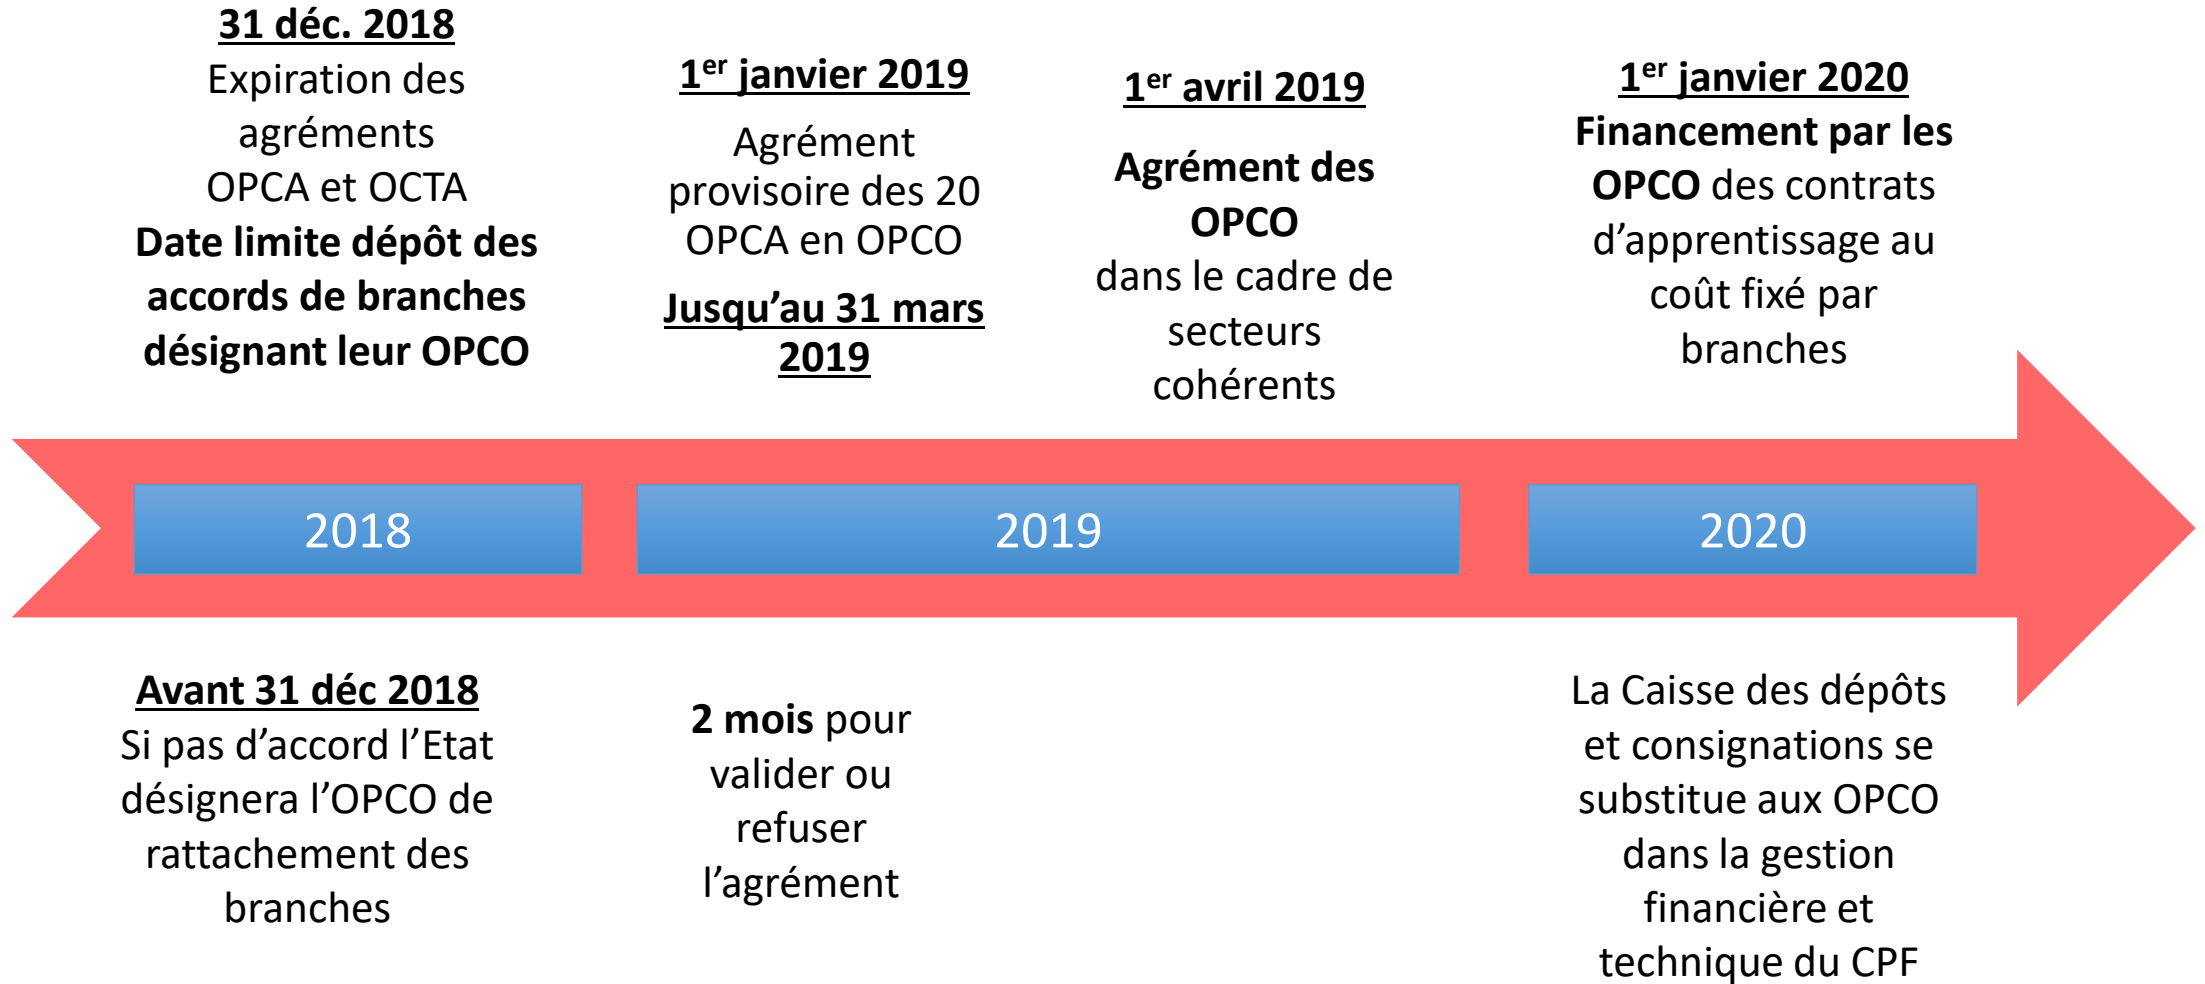 31 déc. 2018
Expiration des
agréments
OPCA et OCTA
Date limite dépôt des
accords de branches
désignant leur OPCO
1er janvier 2019
Agrément
provisoire des 20
OPCA en OPCO
Jusqu’au 31 mars
2019
1er avril 2019
Agrément des
OPCO
dans le cadre de
secteurs
cohérents
1er janvier 2020
Financement par les
OPCO des contrats
d’apprentissage au
coût fixé par
branches
2018
2019
2020
Avant 31 déc 2018
Si pas d’accord l’Etat
désignera l’OPCO de
rattachement des
branches
2 mois pour
valider ou
refuser
l’agrément
La Caisse des dépôts
et consignations se
substitue aux OPCO
dans la gestion
financière et
technique du CPF